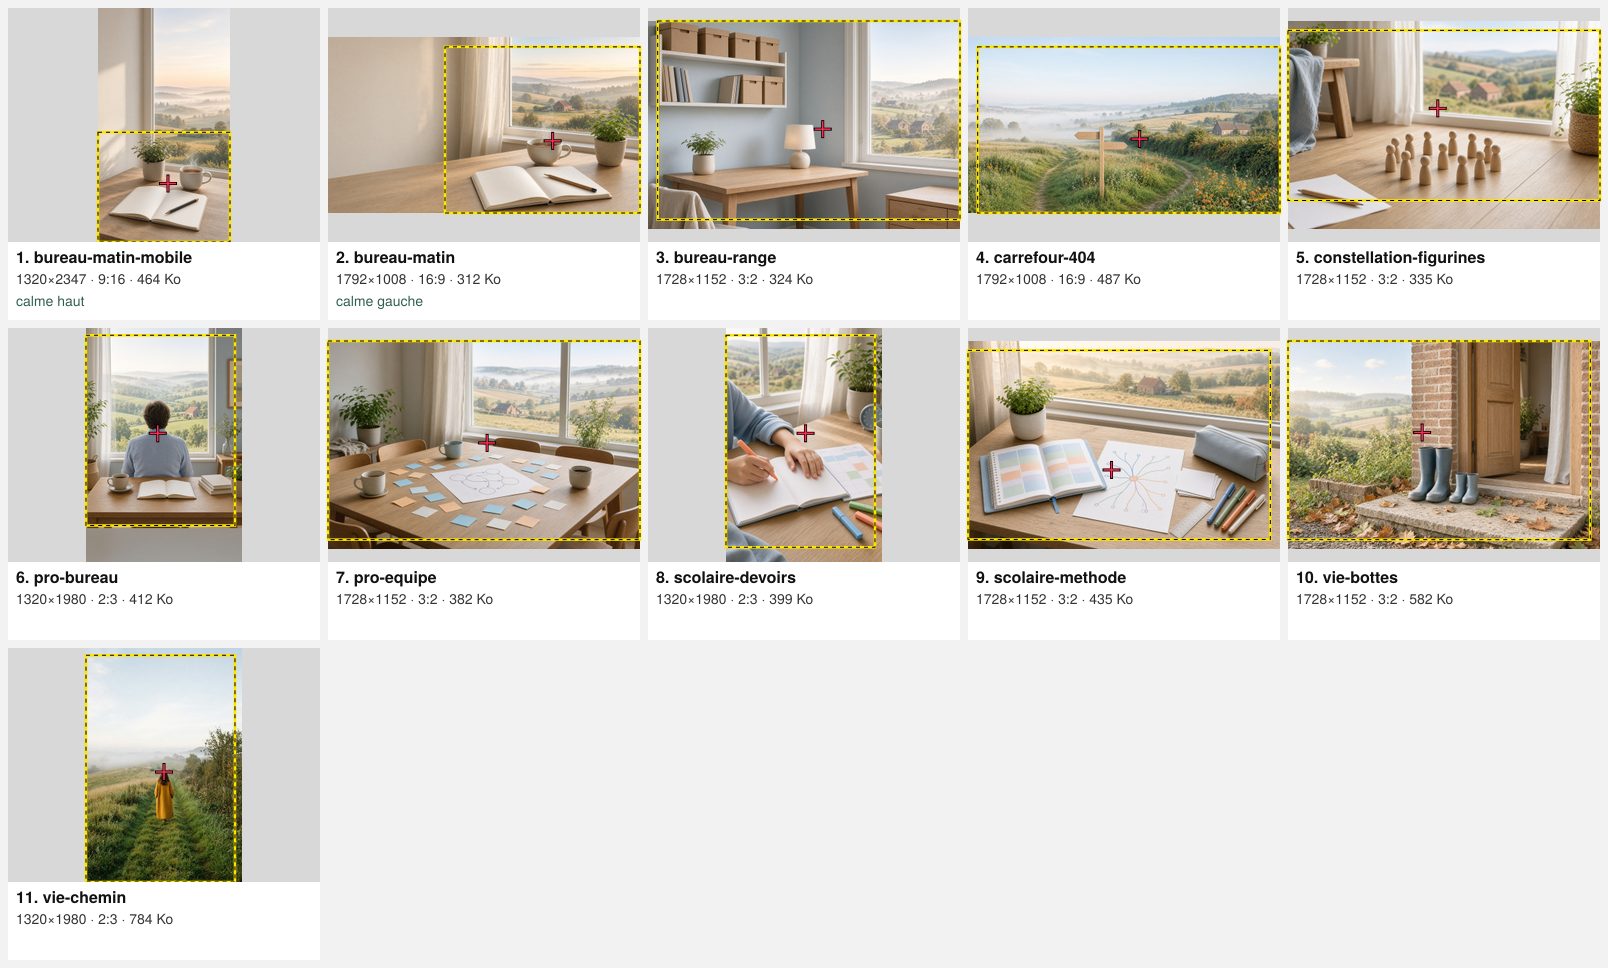 1. bureau-matin-mobile
1320×2347 · 9:16 · 464 Ko
calme haut
2. bureau-matin
1792×1008 · 16:9 · 312 Ko
calme gauche
3. bureau-range
1728×1152 · 3:2 · 324 Ko
4. carrefour-404
1792×1008 · 16:9 · 487 Ko
5. constellation-figurines
1728×1152 · 3:2 · 335 Ko
6. pro-bureau
1320×1980 · 2:3 · 412 Ko
7. pro-equipe
1728×1152 · 3:2 · 382 Ko
8. scolaire-devoirs
1320×1980 · 2:3 · 399 Ko
9. scolaire-methode
1728×1152 · 3:2 · 435 Ko
10. vie-bottes
1728×1152 · 3:2 · 582 Ko
11. vie-chemin
1320×1980 · 2:3 · 784 Ko